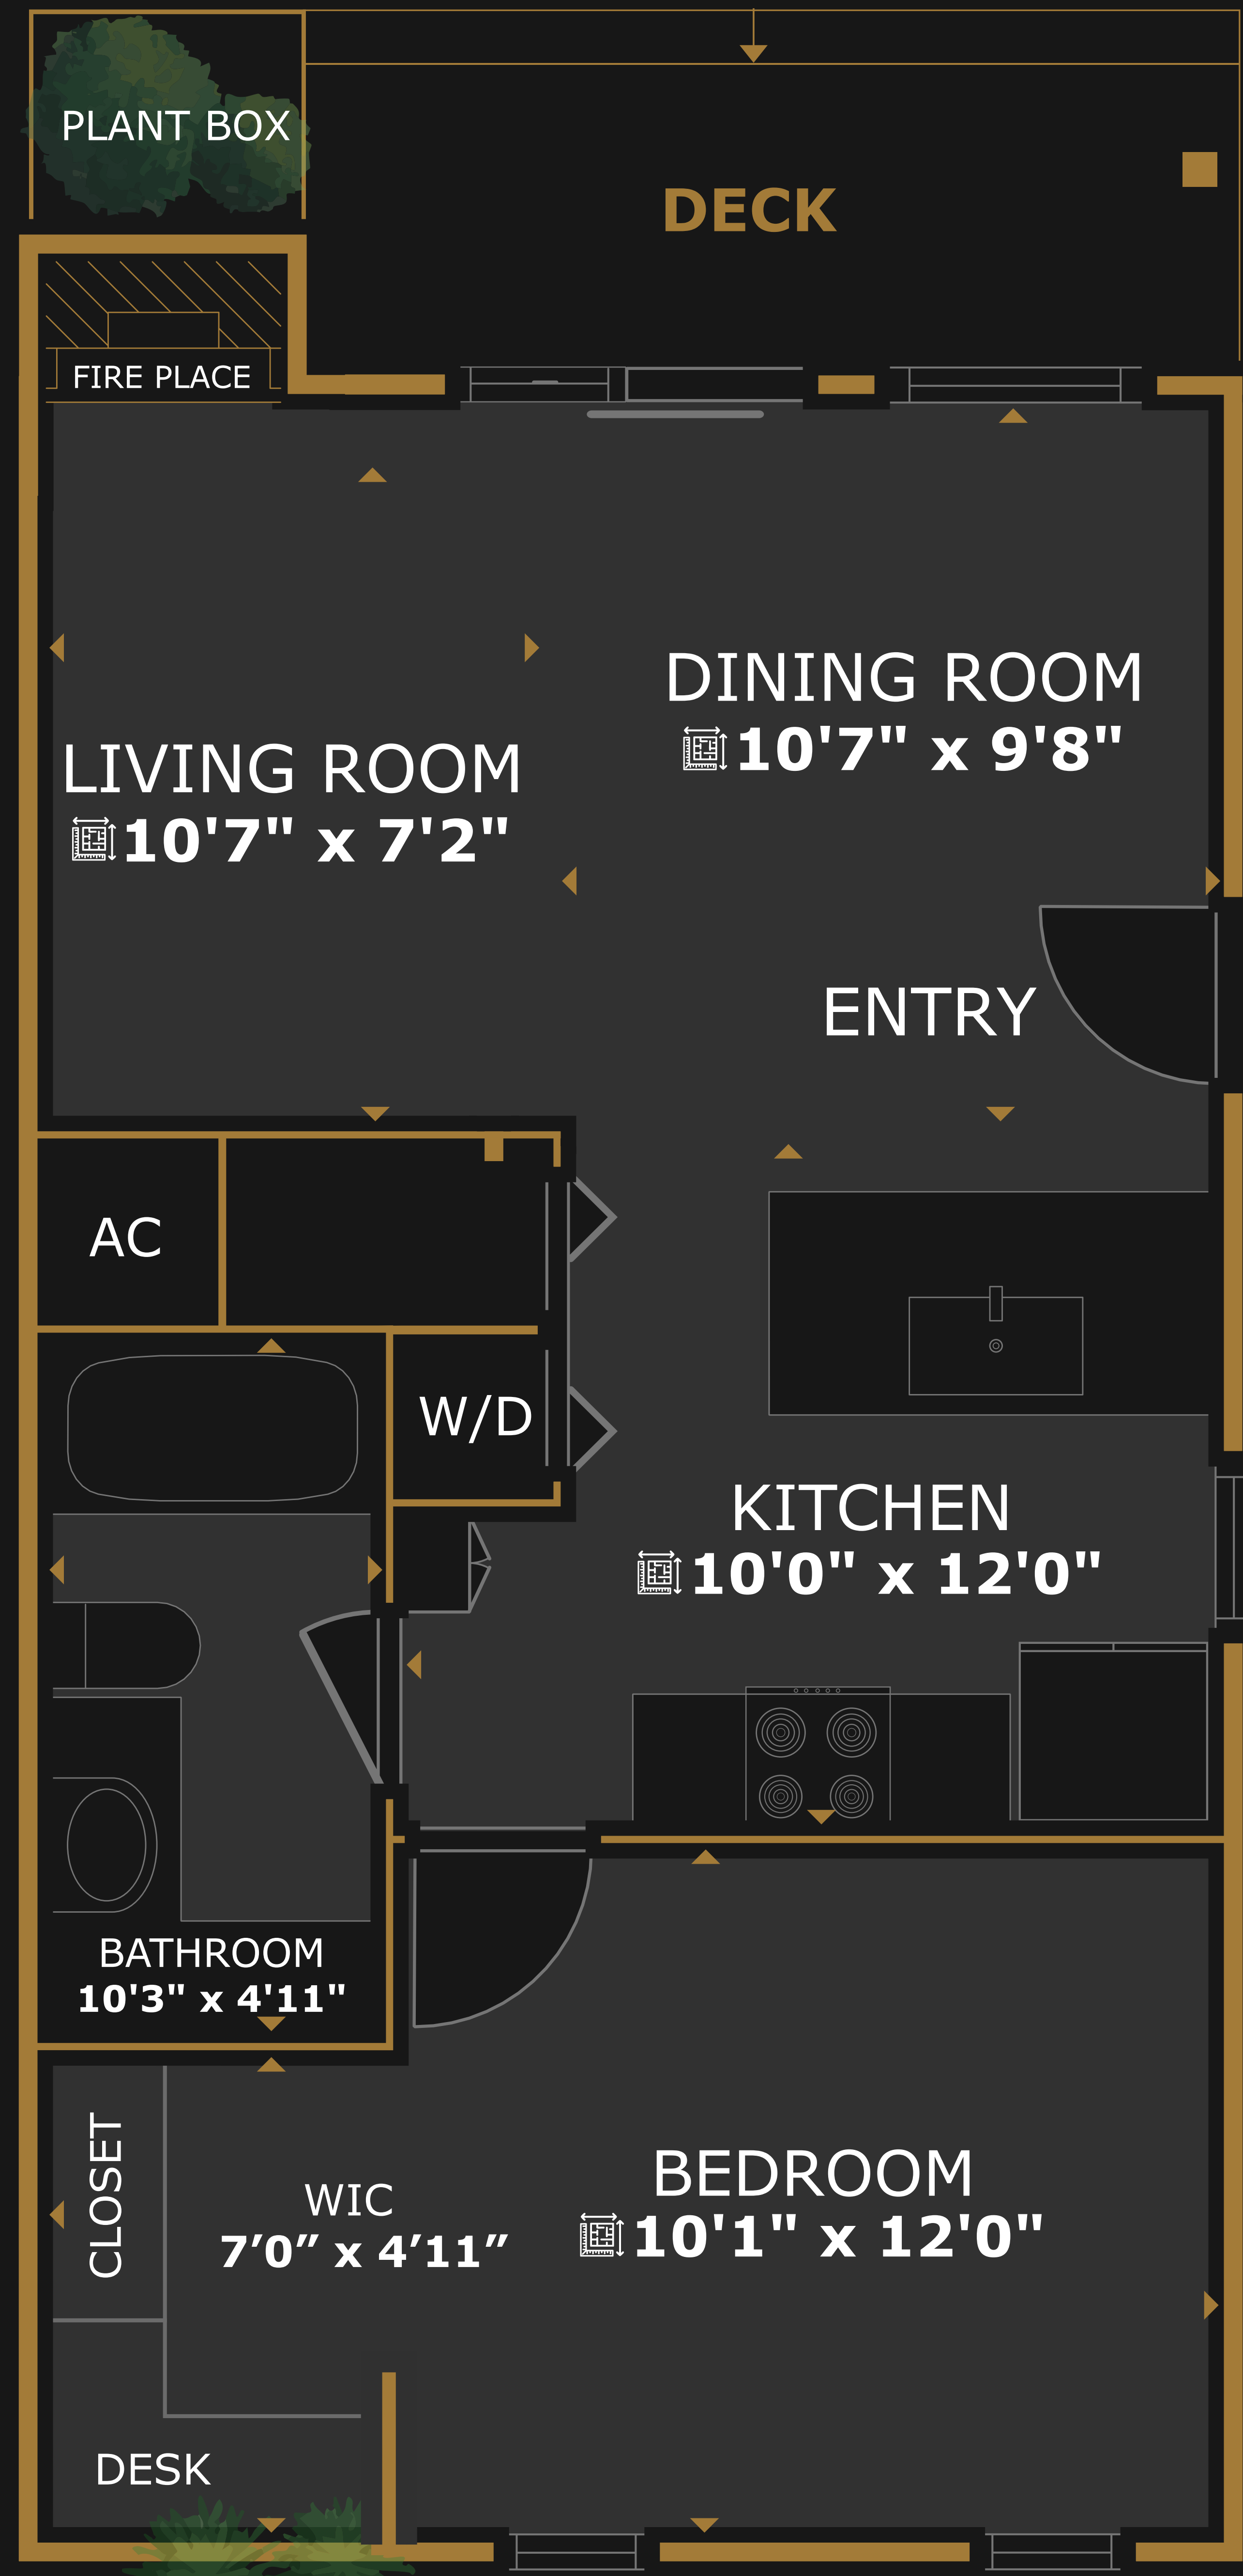 PLANT BOX
DECK
FIRE PLACE
DINING ROOM
10'7" x 9'8"
LIVING ROOM
10'7" x 7'2"
ENTRY
AC
W/D
KITCHEN
10'0" x 12'0"
BATHROOM
10'3" x 4'11"
CLOSET
WIC
7′0″ x 4′11″
BEDROOM
10'1" x 12'0"
DESK